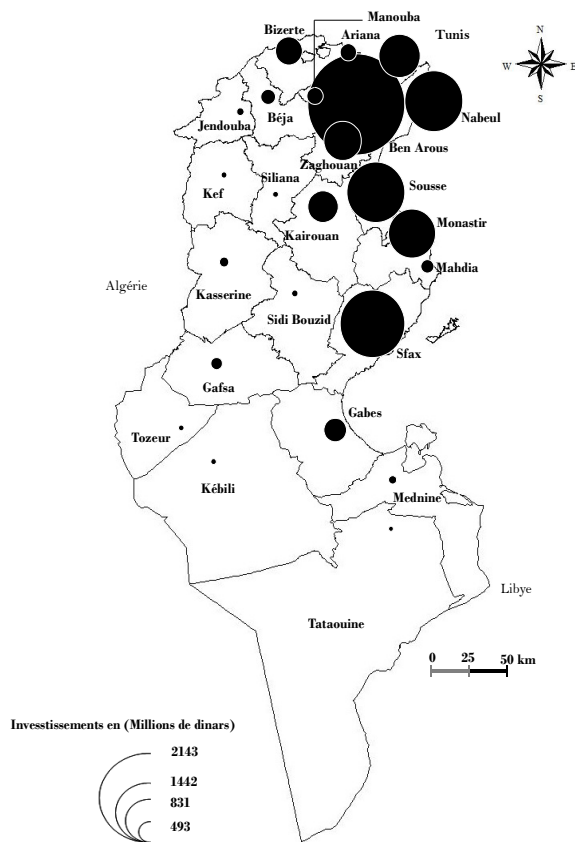 Manouba
Bizerte
Ariana
Tunis
N
W
E
S
Béja
Nabeul
Jendouba
Ben Arous
Zaghouan
Kef
Siliana
Sousse
Kairouan
Monastir
Mahdia
Algérie
Kasserine
Sidi Bouzid
Sfax
Gafsa
Gabes
Tozeur
Kébili
Mednine
Libye
Tataouine
0 25 50 km
Invesstissements en (Millions de dinars)
2143
1442
831
493